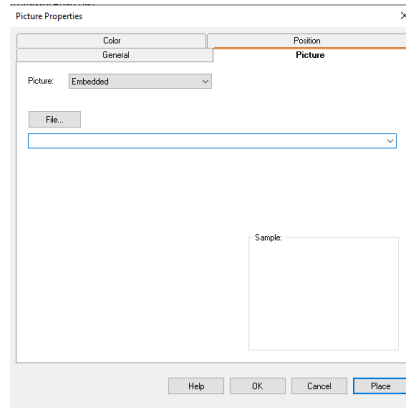 Picture Properties
Color Position
General Picture
Picture: Embedded
File...
Sample:
Help OK Cancel Place